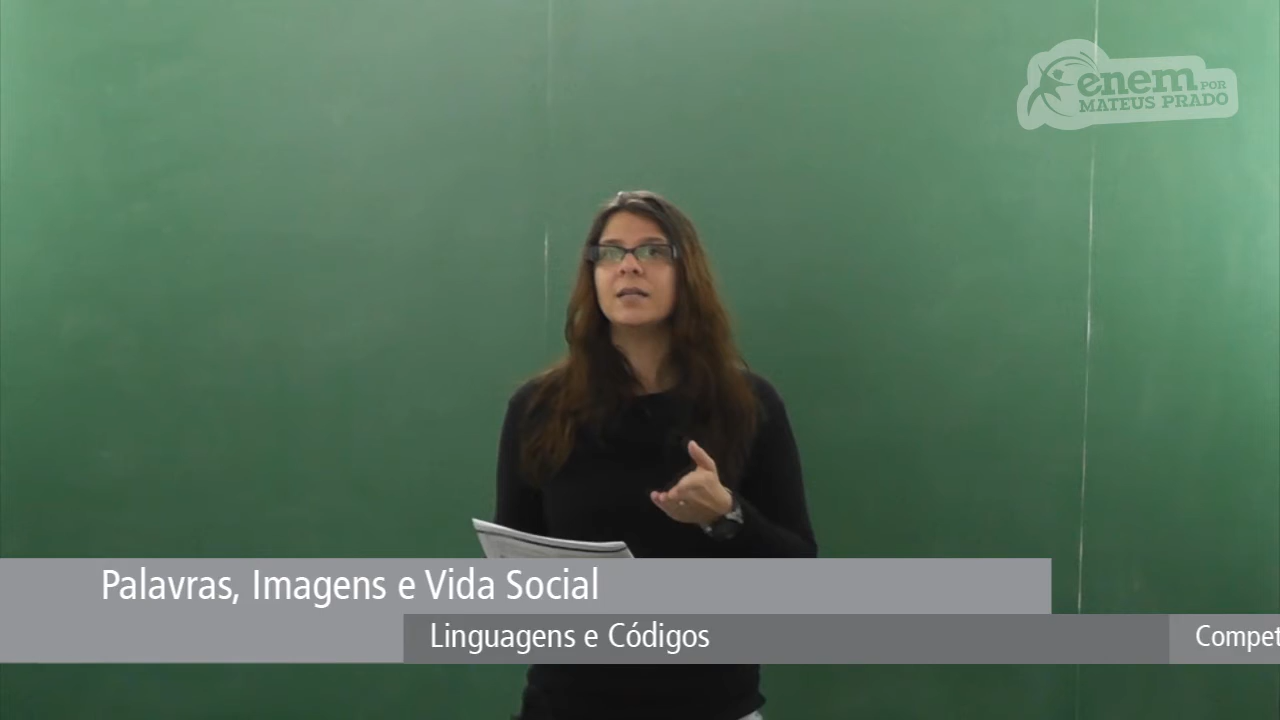 enem POR
MATEUS PRADO
Palavras, Imagens e Vida Social
Linguagens e Códigos
Compet